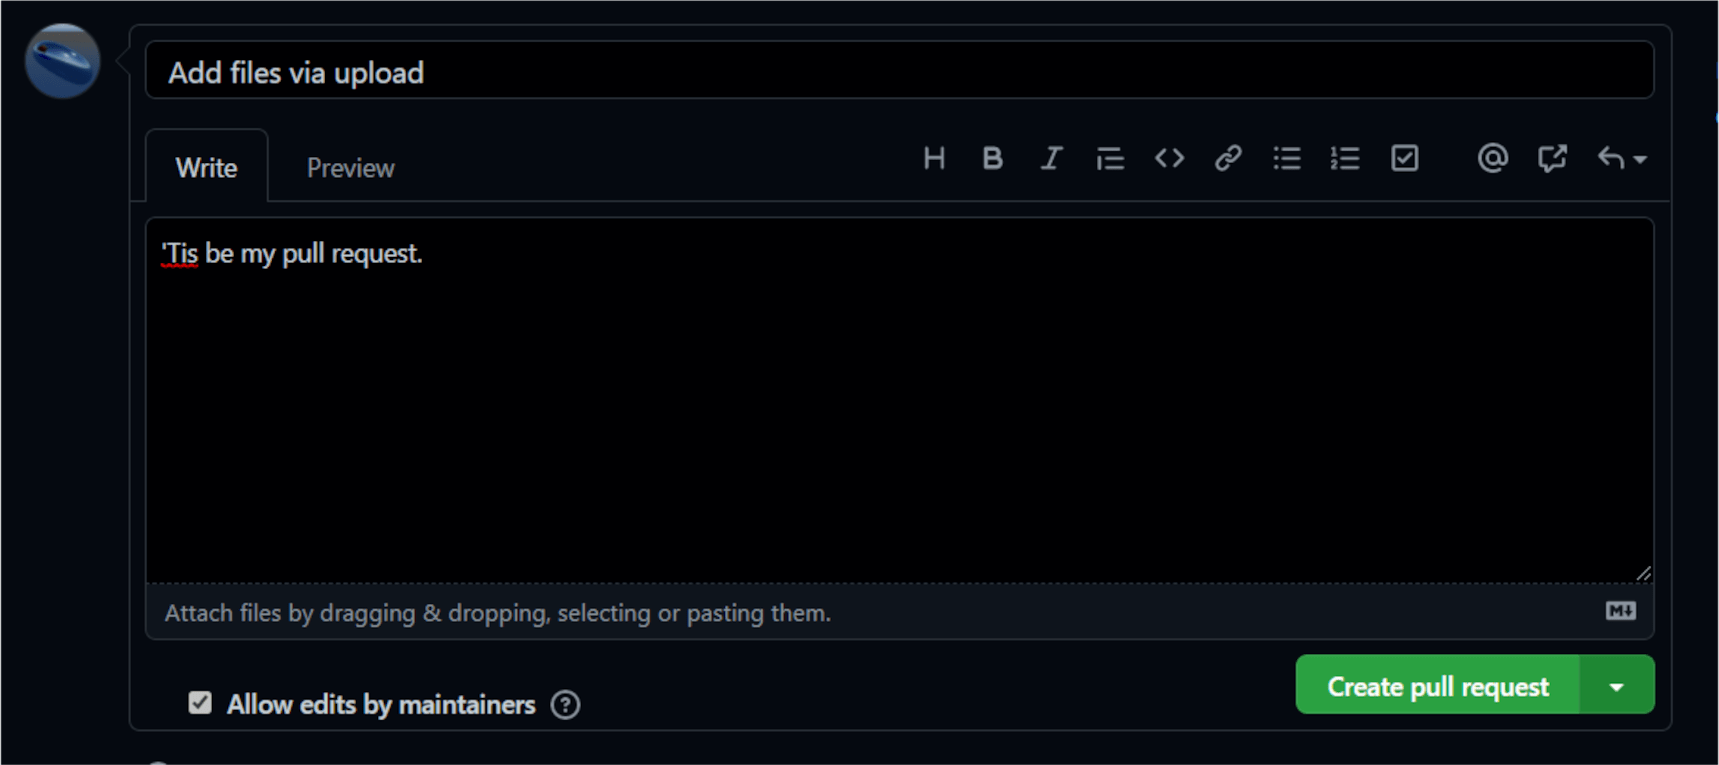 Add files via upload
Write Preview
'Tis be my pull request.
Attach files by dragging & dropping, selecting or pasting them.
Allow edits by maintainers
Create pull request